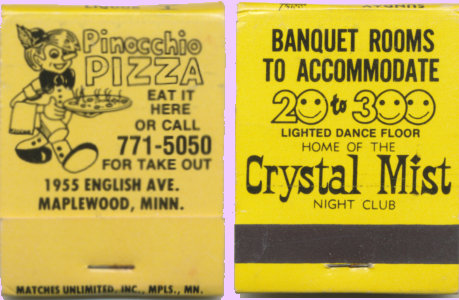 Pinocchio
PIZZA
EAT IT
HERE
OR CALL
771-5050
FOR TAKE OUT
1955 ENGLISH AVE.
MAPLEWOOD, MINN.
MATCHES UNLIMITED, INC., MPLS., MN.
BANQUET ROOMS
TO ACCOMMODATE
20 to 300
LIGHTED DANCE FLOOR
HOME OF THE
Crystal Mist
NIGHT CLUB